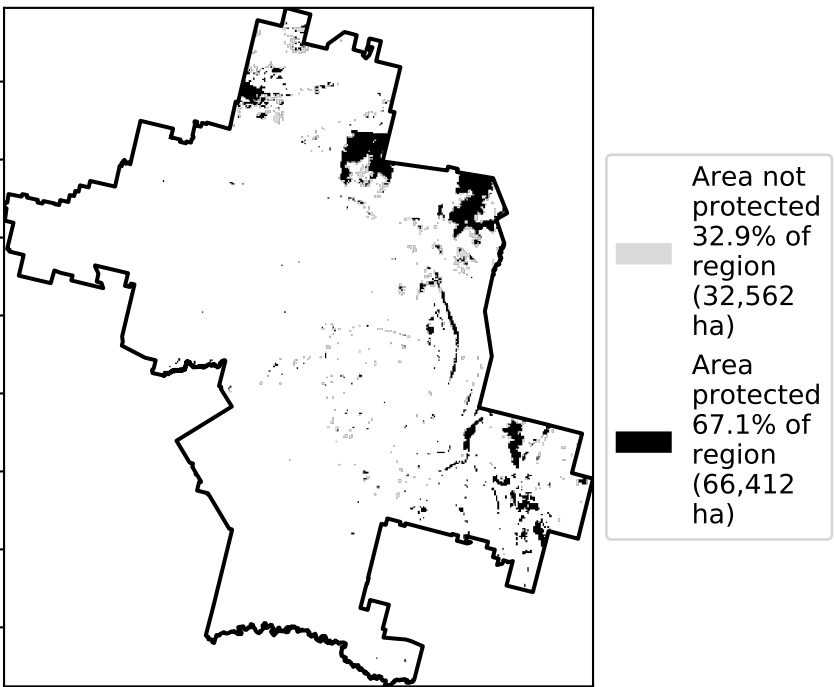 Area not
protected
32.9% of
region
(32,562
ha)
Area
protected
67.1% of
region
(66,412
ha)